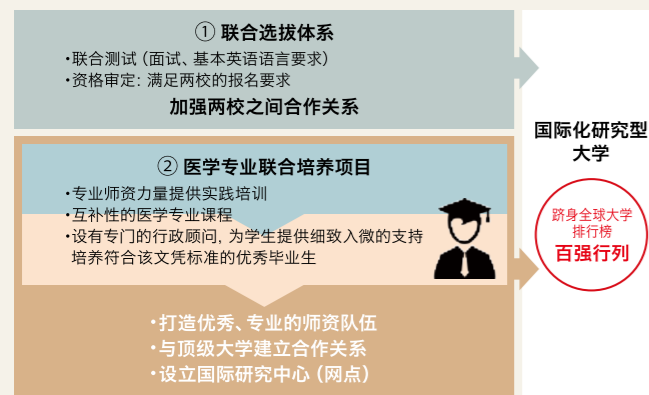 ① 联合选拔体系
•联合测试（面试、基本英语语言要求）
•资格审定：满足两校的报名要求
加强两校之间合作关系
② 医学专业联合培养项目
•专业师资力量提供实践培训
•互补性的医学专业课程
•设有专门的行政顾问，为学生提供细致入微的支持
培养符合该文凭标准的优秀毕业生
•打造优秀、专业的师资队伍
•与顶级大学建立合作关系
•设立国际研究中心（网点）
国际化研究型
大学
跻身全球大学
排行榜
百强行列